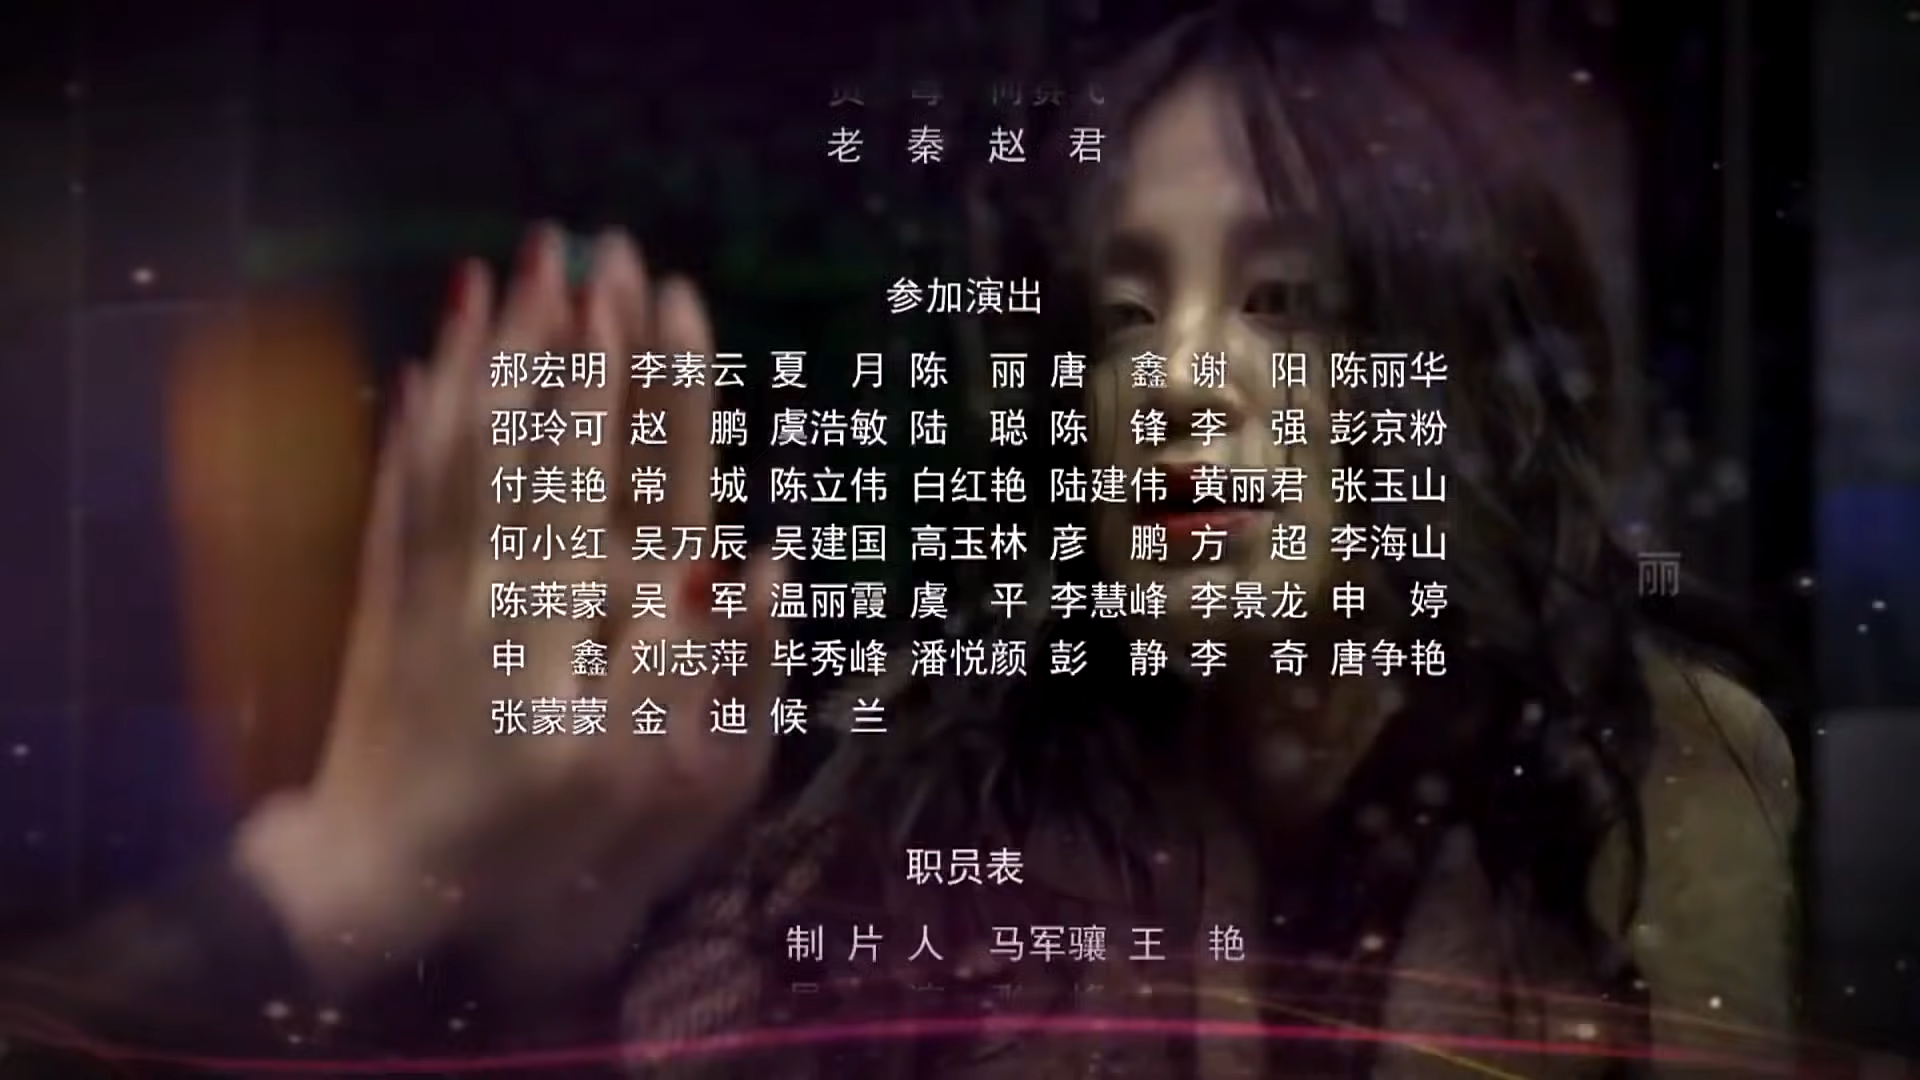 老 秦 赵 君
参加演出
郝宏明 李素云 夏 月 陈 丽 唐 鑫 谢 阳 陈丽华
邵玲可 赵 鹏 虞浩敏 陆 聪 陈 锋 李 强 彭京粉
付美艳 常 城 陈立伟 白红艳 陆建伟 黄丽君 张玉山
何小红 吴万辰 吴建国 高玉林 彦 鹏 方 超 李海山
丽
陈莱蒙 吴 军 温丽霞 虞 平 李慧峰 李景龙 申 婷
申 鑫 刘志萍 毕秀峰 潘悦颜 彭 静 李 奇 唐争艳
张蒙蒙 金 迪 候 兰
职员表
制 片 人 马军骧 王 艳